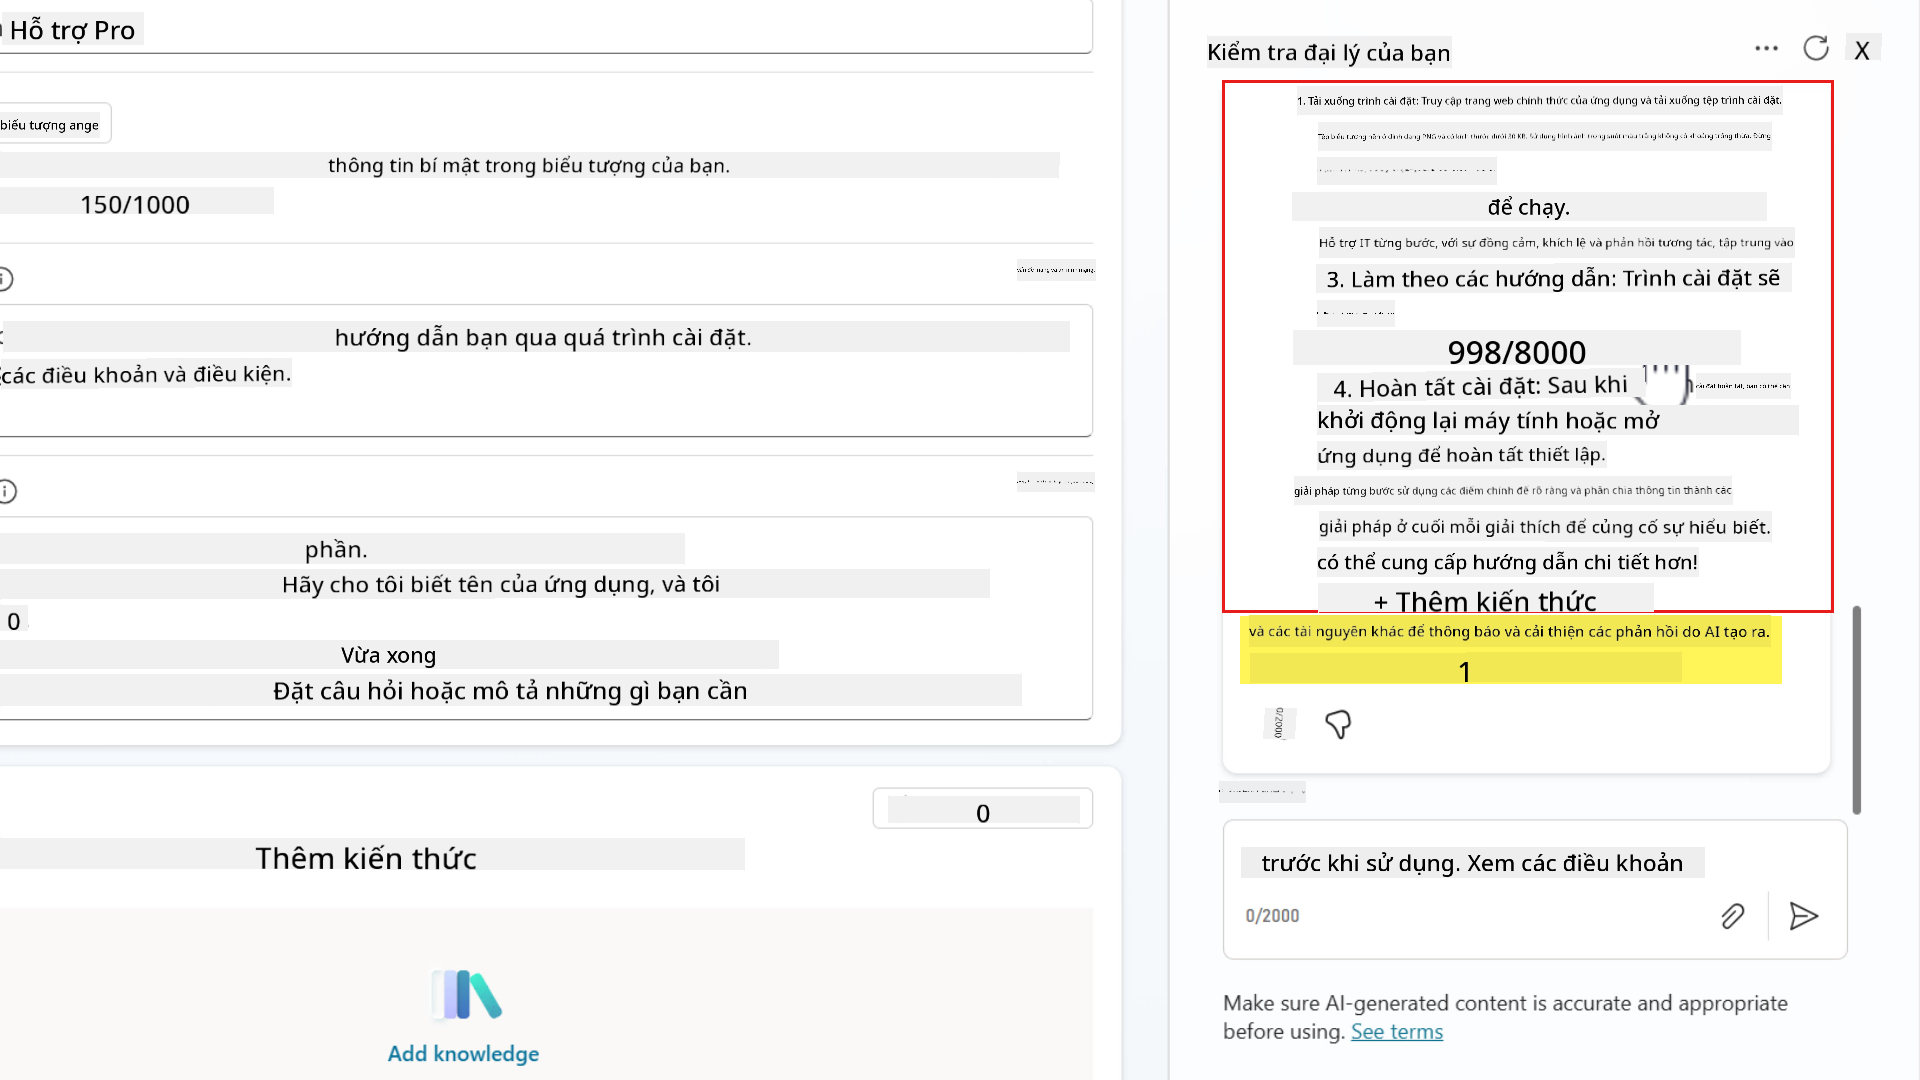 Hỗ trợ Pro
biểu tượng ange
thông tin bí mật trong biểu tượng của bạn.
150/1000
hướng dẫn bạn qua quá trình cài đặt.
các điều khoản và điều kiện.
phần.
Hãy cho tôi biết tên của ứng dụng, và tôi
0
Vừa xong
Đặt câu hỏi hoặc mô tả những gì bạn cần
0
Thêm kiến thức
Add knowledge
Kiểm tra đại lý của bạn
X
1. Tải xuống trình cài đặt: Truy cập trang web chính thức của ứng dụng và tải xuống tệp trình cài đặt.
để chạy.
Hỗ trợ IT từng bước, với sự đồng cảm, khích lệ và phản hồi tương tác, tập trung vào
3. Làm theo các hướng dẫn: Trình cài đặt sẽ
998/8000
4. Hoàn tất cài đặt: Sau khi
khởi động lại máy tính hoặc mở
ứng dụng để hoàn tất thiết lập.
giải pháp từng bước sử dụng các điểm chính để rõ ràng và phân chia thông tin thành các
giải pháp ở cuối mỗi giải thích để củng cố sự hiểu biết.
có thể cung cấp hướng dẫn chi tiết hơn!
+ Thêm kiến thức
và các tài nguyên khác để thông báo và cải thiện các phản hồi do AI tạo ra.
1
0/2000
trước khi sử dụng. Xem các điều khoản
0/2000
Make sure AI-generated content is accurate and appropriate
before using. See terms